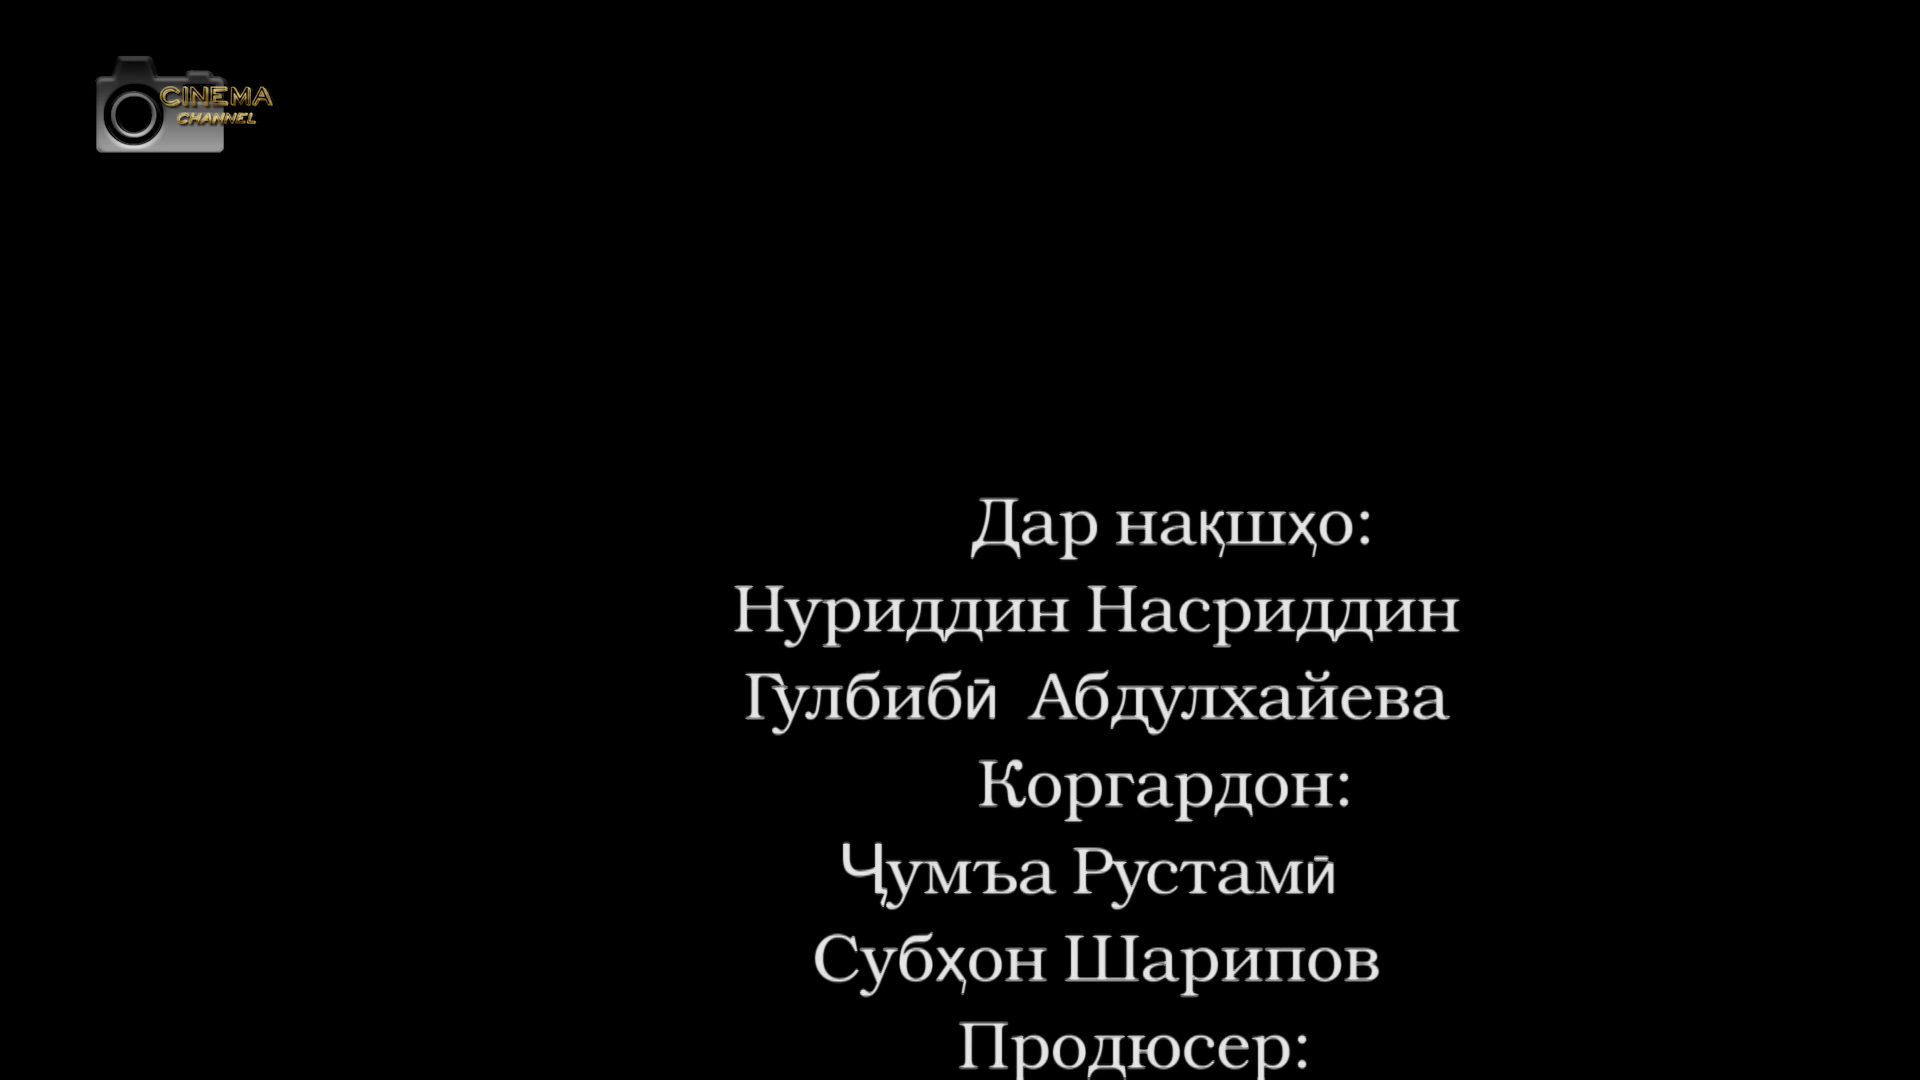 CINEMA
CHANNEL
Дар нақшҳо:
Нуриддин Насриддин
Гулбибӣ Абдулхайева
Коргардон:
Ҷумъа Рустамӣ
Субҳон Шарипов
Продюсер: